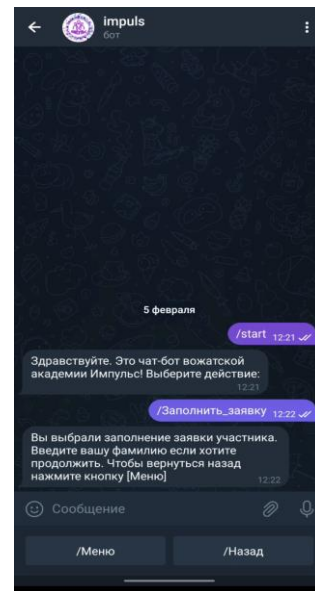 impuls
бот
5 февраля
/start 12:21
Здравствуйте. Это чат-бот вожатской
академии Импульс! Выберите действие:
12:21
/Заполнить_заявку 12:22
Вы выбрали заполнение заявки участника.
Введите вашу фамилию если хотите
продолжить. Чтобы вернуться назад
нажмите кнопку [Меню]
12:22
Сообщение
/Меню /Назад